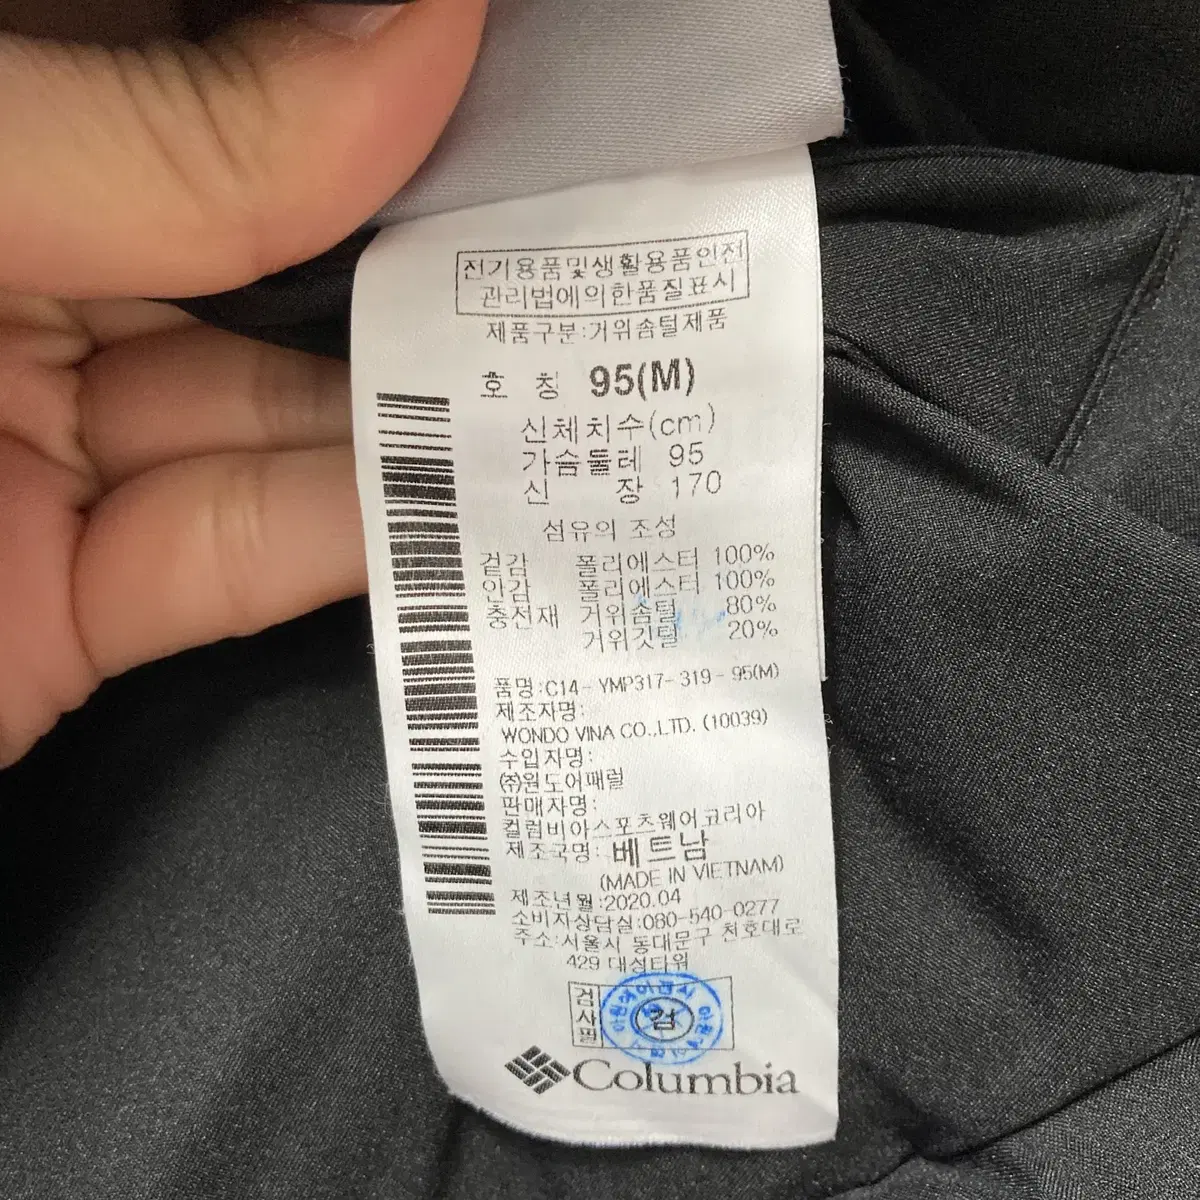 전기용품및생활용품안전
관리법에의한품질표시
제품구분:거위솜털제품
호 칭 95(M)
신체치수(cm)
가슴둘레 95
신 장 170
섬유의 조성
겉감 폴리에스터 100%
안감 폴리에스터 100%
충전재 거위솜털 80%
거위깃털 20%
품명:C14-YMP317-319-95(M)
제조자명:
WONDO VINA CO.,LTD. (10039)
수입자명:
(주)원도어패럴
판매자명:
컬럼비아스포츠웨어코리아
제조국명: 베트남
(MADE IN VIETNAM)
제조년월:2020.04
소비자상담실:080-540-0277
주소:서울시 동대문구 천호대로
429 대성타워
검사필
검
Columbia